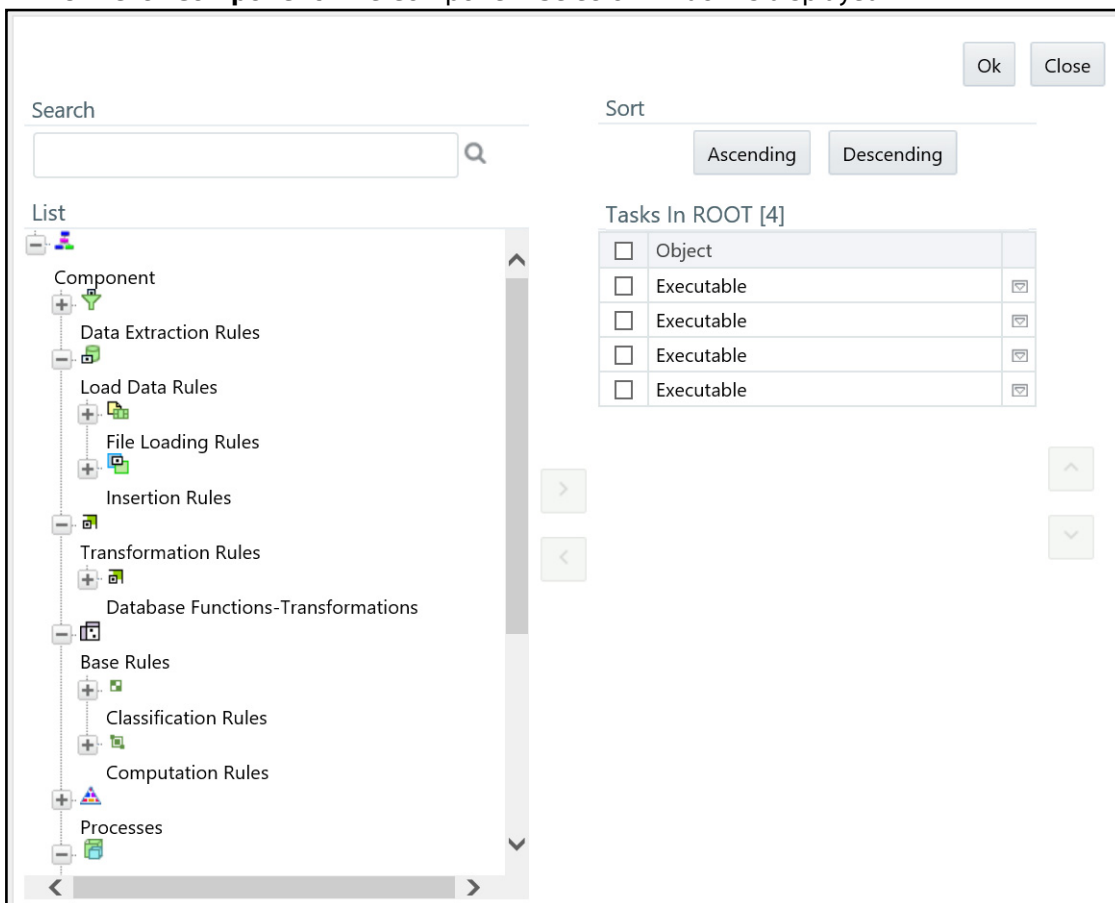 Ok Close
Search
Sort
Ascending Descending
List
Tasks In ROOT [4]
Object
Component
Executable
Data Extraction Rules
Executable
Executable
Load Data Rules
Executable
File Loading Rules
Insertion Rules
Transformation Rules
Database Functions-Transformations
Base Rules
Classification Rules
Computation Rules
Processes